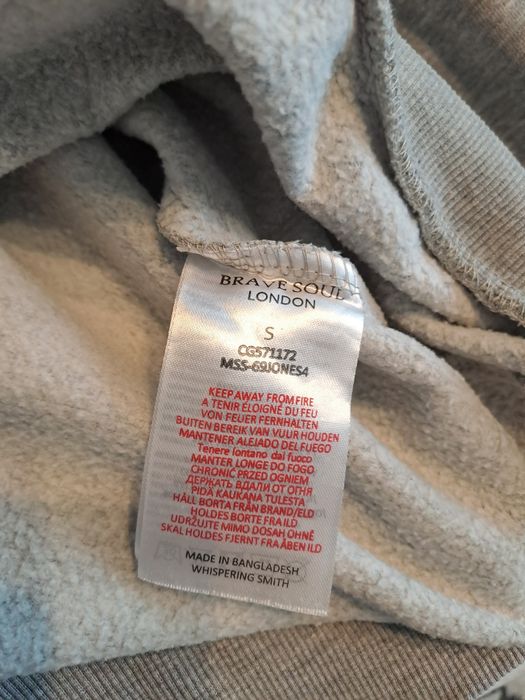 BRAVE SOUL
LONDON
S
CG571172
MSS-69JONES4
KEEP AWAY FROM FIRE
A TENIR ÉLOIGNÉ DU FEU
VON FEUER FERNHALTEN
BUITEN BEREIK VAN VUUR HOUDEN
MANTENER ALEJADO DEL FUEGO
Tenere lontano dal fuoco
MANTER LONGE DO FOGO
CHRONIĆ PRZED OGNIEM
ДЕРЖАТЬ ВДАЛИ ОТ ОГНЯ
PIDÄ KAUKANA TULESTA
HÅLL BORTA FRÅN BRAND/ELD
HOLDES BORTE FRA ILD
UDRŽUJTE MIMO DOSAH OHNĚ
SKAL HOLDES FJERNT FRA ÅBEN ILD
MADE IN BANGLADESH
WHISPERING SMITH